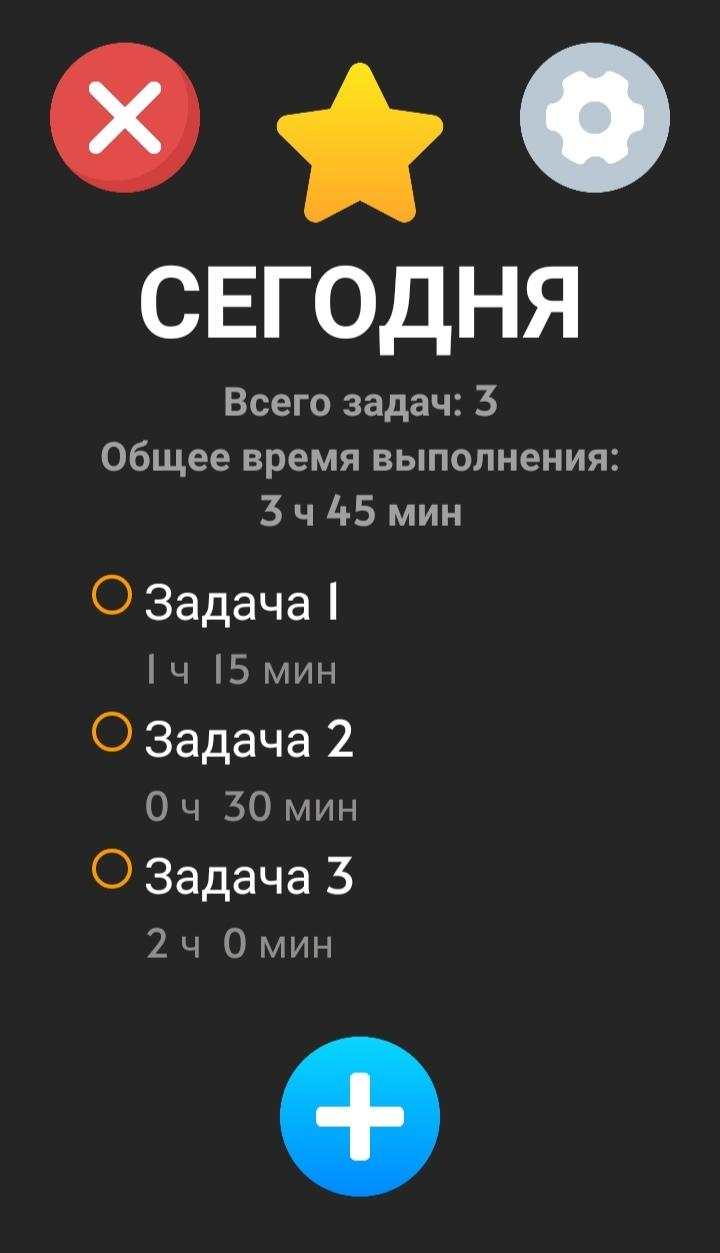 СЕГОДНЯ
Всего задач: 3
Общее время выполнения:
3 ч 45 мин
Задача 1
1 ч 15 мин
Задача 2
0 ч 30 мин
Задача 3
2 ч 0 мин